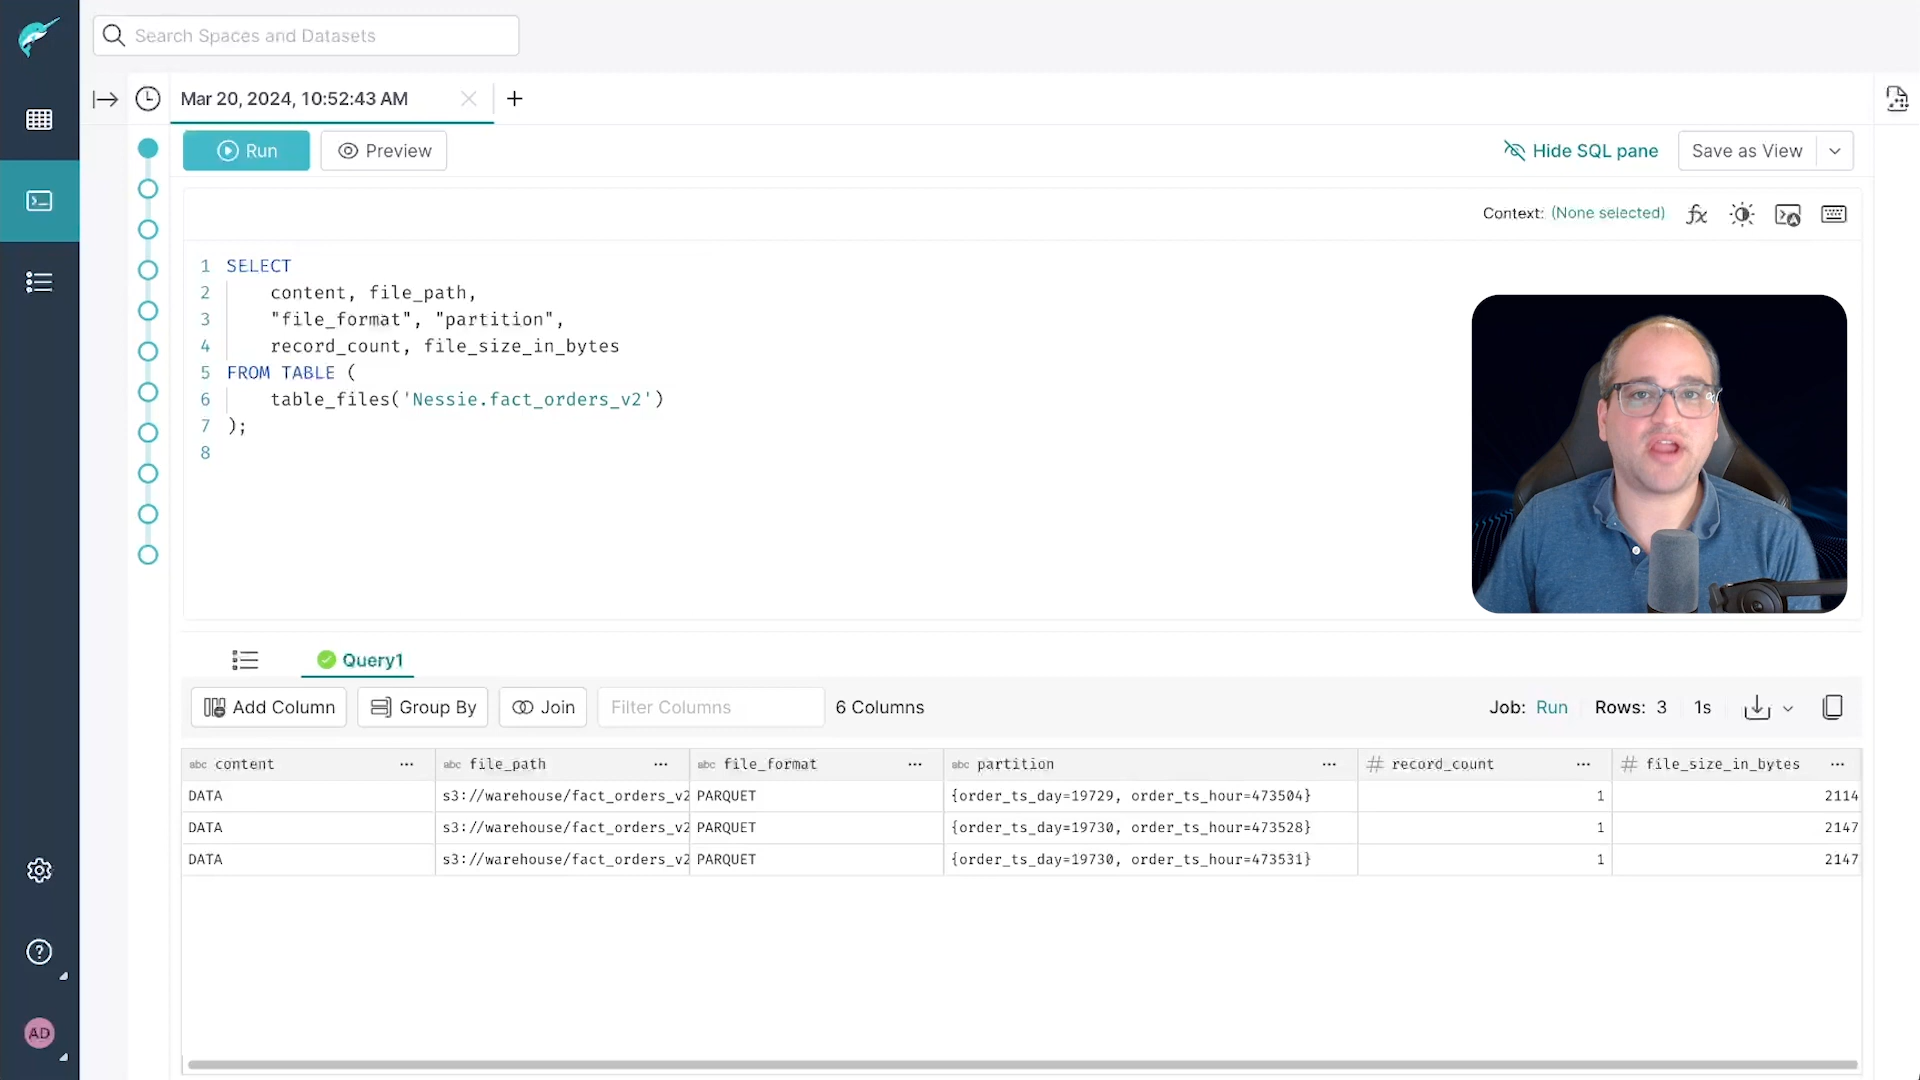 Search Spaces and Datasets
Mar 20, 2024, 10:52:43 AM
Run
Preview
Hide SQL pane
Save as View
Context: (None selected)
fx
1 SELECT
2 content, file_path,
3 "file_format", "partition",
4 record_count, file_size_in_bytes
5 FROM TABLE (
6 table_files('Nessie.fact_orders_v2')
7 );
8
Query1
Add Column
Group By
Join
Filter Columns
6 Columns
Job: Run
Rows: 3
1s
abc content ... abc file_path ... abc file_format ... abc partition ... # record_count ... # file_size_in_bytes ...
DATA s3://warehouse/fact_orders_v2 PARQUET {order_ts_day=19729, order_ts_hour=473504} 1 2114
DATA s3://warehouse/fact_orders_v2 PARQUET {order_ts_day=19730, order_ts_hour=473528} 1 2147
DATA s3://warehouse/fact_orders_v2 PARQUET {order_ts_day=19730, order_ts_hour=473531} 1 2147
?
AD